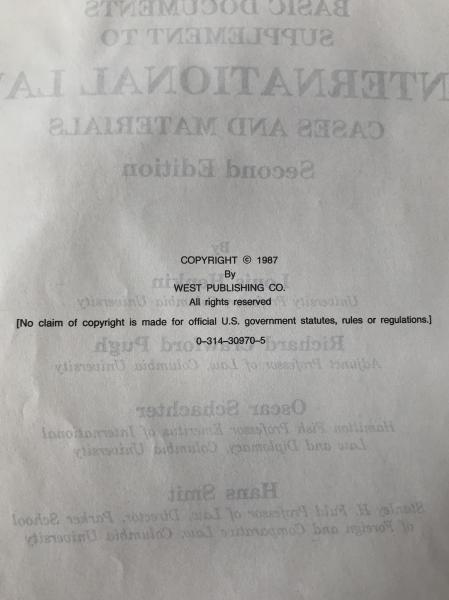 COPYRIGHT © 1987
By
WEST PUBLISHING CO.
All rights reserved
[No claim of copyright is made for official U.S. government statutes, rules or regulations.]
0–314–30970–5